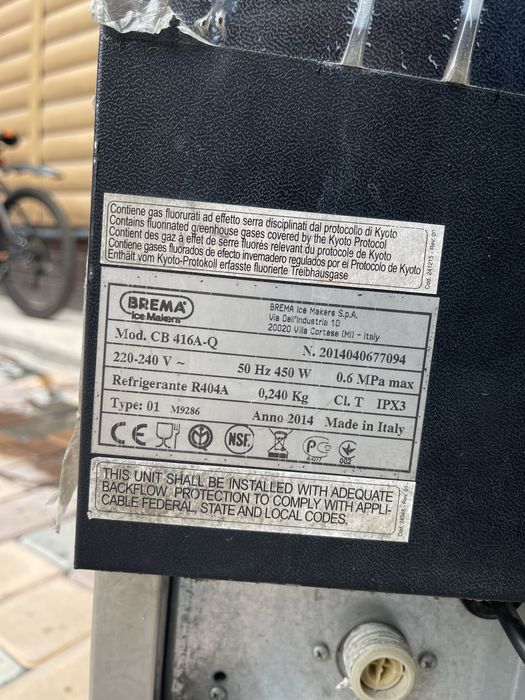 Contiene gas fluorurati ad effetto serra disciplinati dal protocollo di Kyoto
Contains fluorinnated greenhouse gases covered by the Kyoto Protocol
Contient des gaz à effet de serre fluorés relevant du protocole de Kyoto
Contiene gases fluorados de efecto invernadero regulados por el Protocolo de Kyoto
Enthält vom Kyoto-Protokoll erfasste fluorierte Treibhausgase
BREMA
Ice Makers
BREMA Ice Makers S.p.A.
Via Dell'Industria 10
20020 Villa Cortese (MI) - Italy
Mod. CB 416A-Q N. 2014040677094
220-240 V ~ 50 Hz 450 W 0.6 MPa max
Refrigerante R404A 0,240 Kg Cl. T IPX3
Type: 01 M9286 Anno 2014 Made in Italy
CE NSF 002
THIS UNIT SHALL BE INSTALLED WITH ADEQUATE
BACKFLOW PROTECTION TO COMPLY WITH APPLI-
CABLE FEDERAL, STATE AND LOCAL CODES.